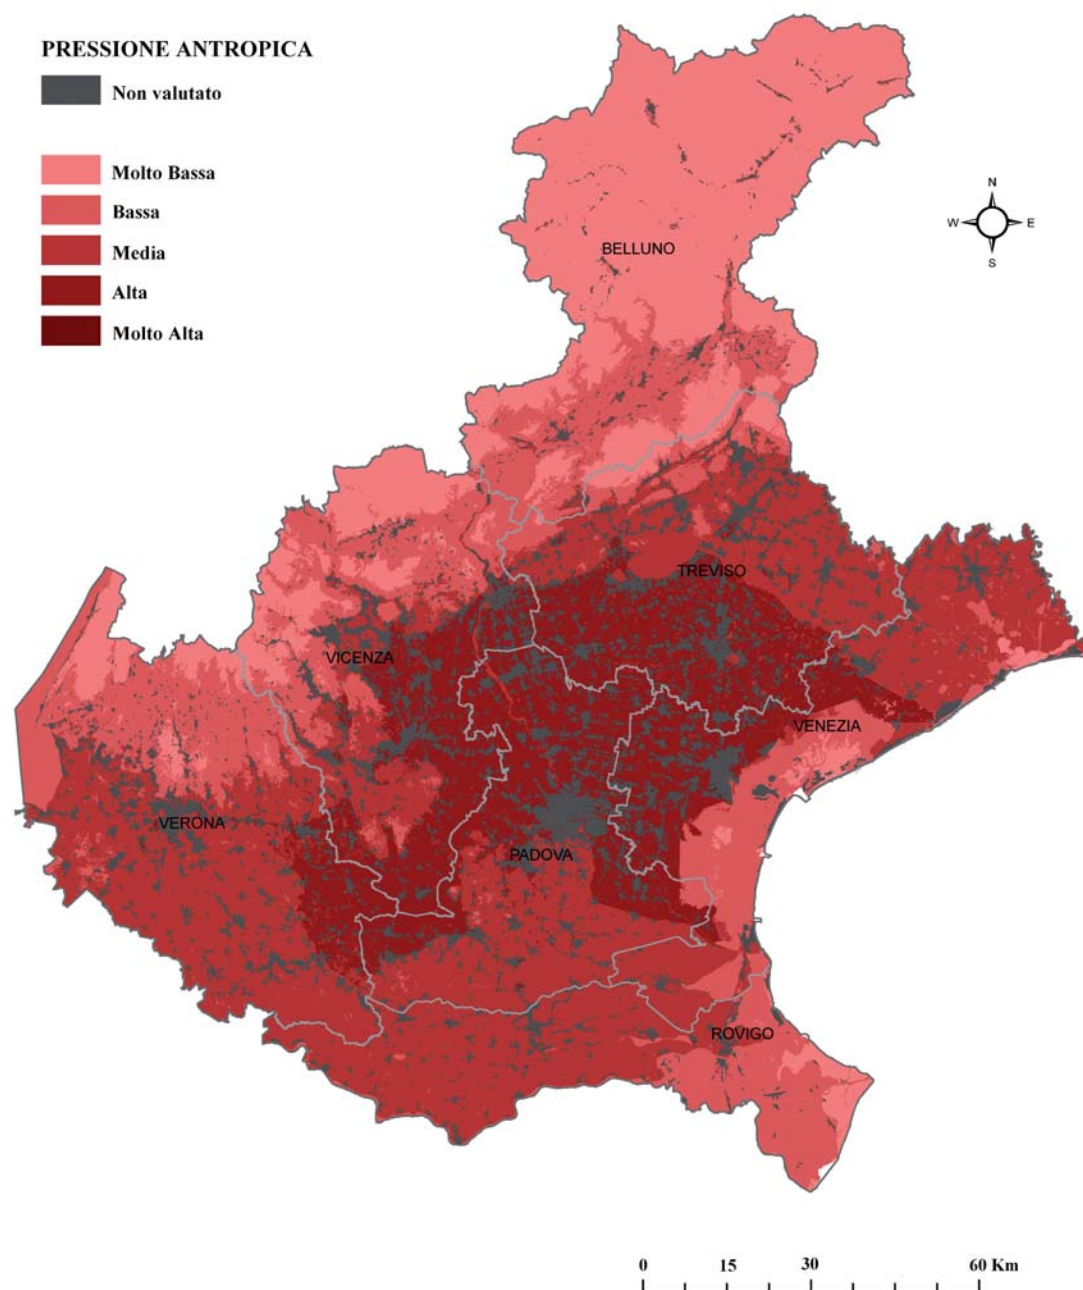 PRESSIONE ANTROPICA
Non valutato
Molto Bassa
Bassa
Media
Alta
Molto Alta
N
W E
S
BELLUNO
TREVISO
VICENZA
VENEZIA
VERONA
PADOVA
ROVIGO
0 15 30 60 Km